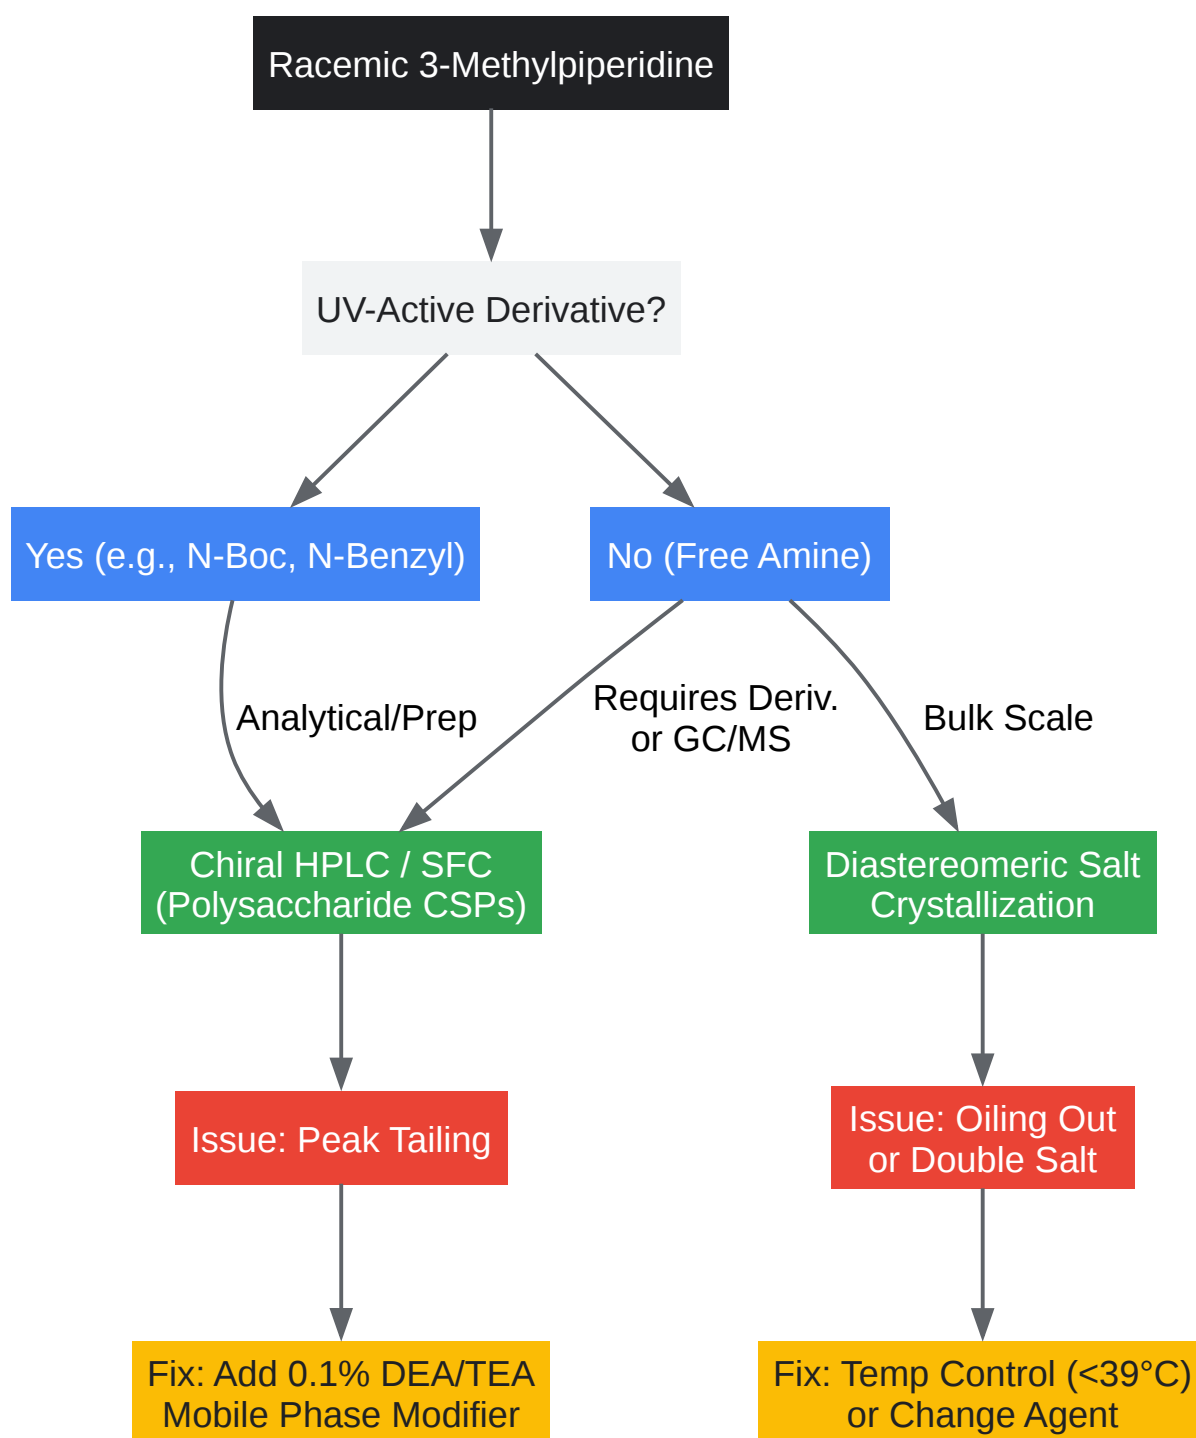 Racemic 3-Methylpiperidine
UV-Active Derivative?
Yes (e.g., N-Boc, N-Benzyl)
No (Free Amine)
Analytical/Prep
Requires Deriv.
or GC/MS
Bulk Scale
Chiral HPLC / SFC
(Polysaccharide CSPs)
Diastereomeric Salt
Crystallization
Issue: Peak Tailing
Issue: Oiling Out
or Double Salt
Fix: Add 0.1% DEA/TEA
Mobile Phase Modifier
Fix: Temp Control (<39°C)
or Change Agent